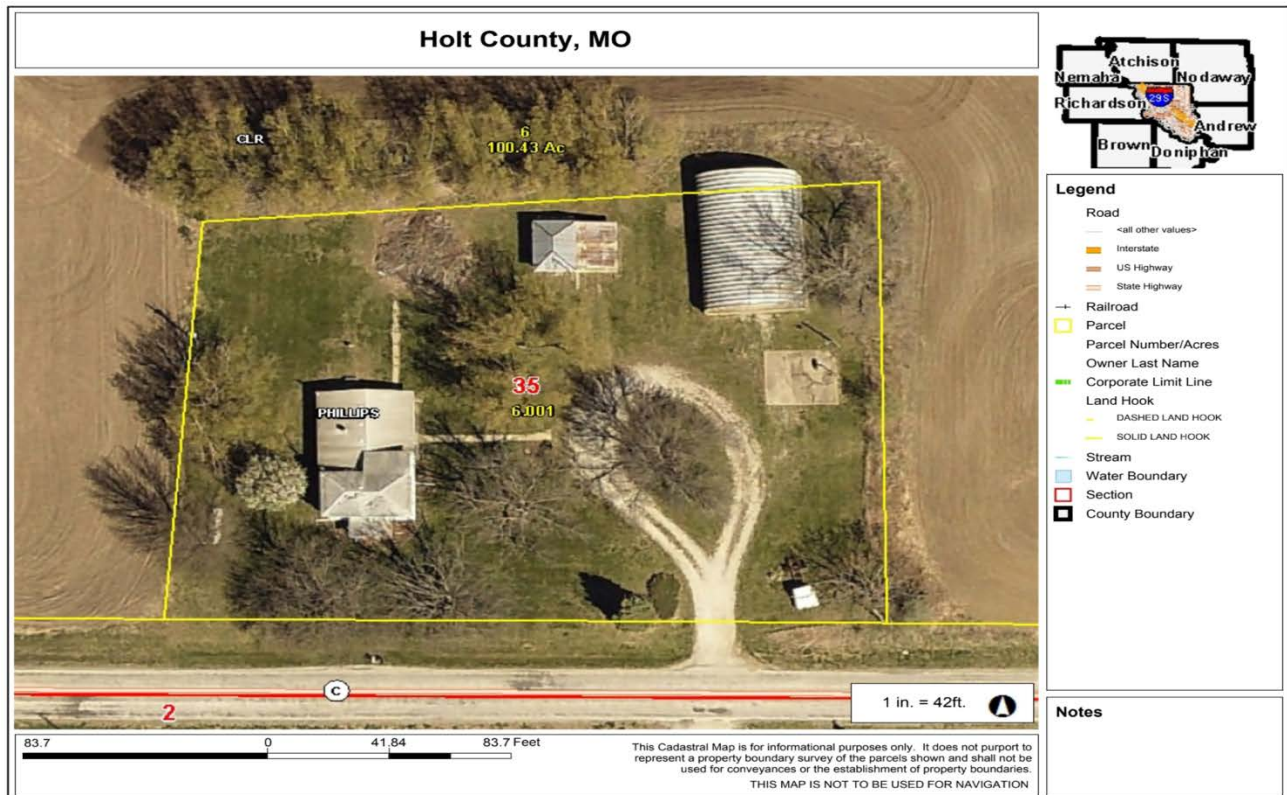 Holt County, MO
CLR
6
100.43 Ac
35
PHILLIPS
6.001
C
2
1 in. = 42ft.
83.7
0
41.84
83.7 Feet
This Cadastral Map is for informational purposes only. It does not purport to
represent a property boundary survey of the parcels shown and shall not be
used for conveyances or the establishment of property boundaries.
THIS MAP IS NOT TO BE USED FOR NAVIGATION
Atchison
Nemaha
Nodaway
Richardson
29S
Andrew
Brown
Doniphan
Legend
Road
<all other values>
Interstate
US Highway
State Highway
Railroad
Parcel
Parcel Number/Acres
Owner Last Name
Corporate Limit Line
Land Hook
DASHED LAND HOOK
SOLID LAND HOOK
Stream
Water Boundary
Section
County Boundary
Notes